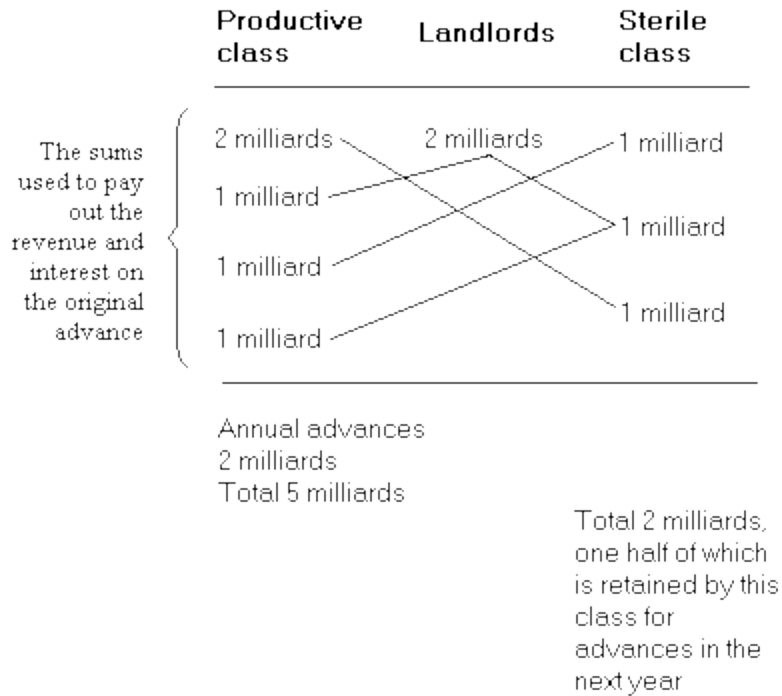 Productive
class
Landlords
Sterile
class
The sums
used to pay
out the
revenue and
interest on
the original
advance
2 milliards
2 milliards
1 milliard
1 milliard
1 milliard
1 milliard
1 milliard
1 milliard
Annual advances
2 milliards
Total 5 milliards
Total 2 milliards,
one half of which
is retained by this
class for
advances in the
next year